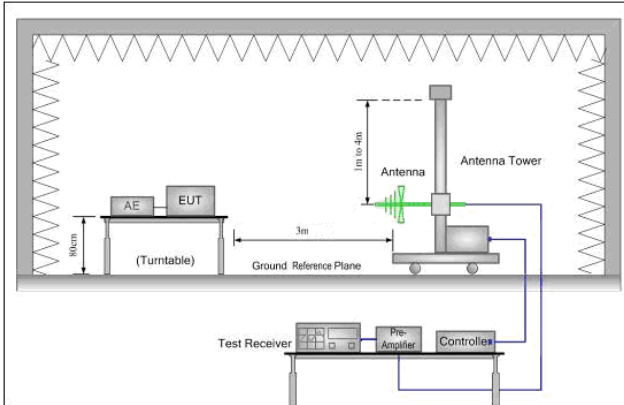 1m to 4m
Antenna
Antenna Tower
AE
EUT
3m
80cm
(Turntable)
Ground Reference Plane
Test Receiver
Pre-
Amplifier
Controller